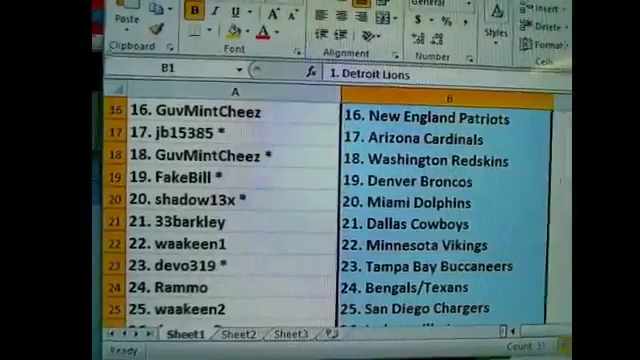 Paste
B I U A A
Clipboard Font Alignment Number
General
$ % ,
Styles
Insert
Delete
Format
Cells
B1 fx 1. Detroit Lions
A B
16 16. GuvMintCheez 16. New England Patriots
17 17. jb15385 * 17. Arizona Cardinals
18 18. GuvMintCheez * 18. Washington Redskins
19 19. FakeBill * 19. Denver Broncos
20 20. shadow13x * 20. Miami Dolphins
21 21. 33barkley 21. Dallas Cowboys
22 22. waakeen1 22. Minnesota Vikings
23 23. devo319 * 23. Tampa Bay Buccaneers
24 24. Rammo 24. Bengals/Texans
25 25. waakeen2 25. San Diego Chargers
Sheet1 Sheet2 Sheet3
Ready Count: 31